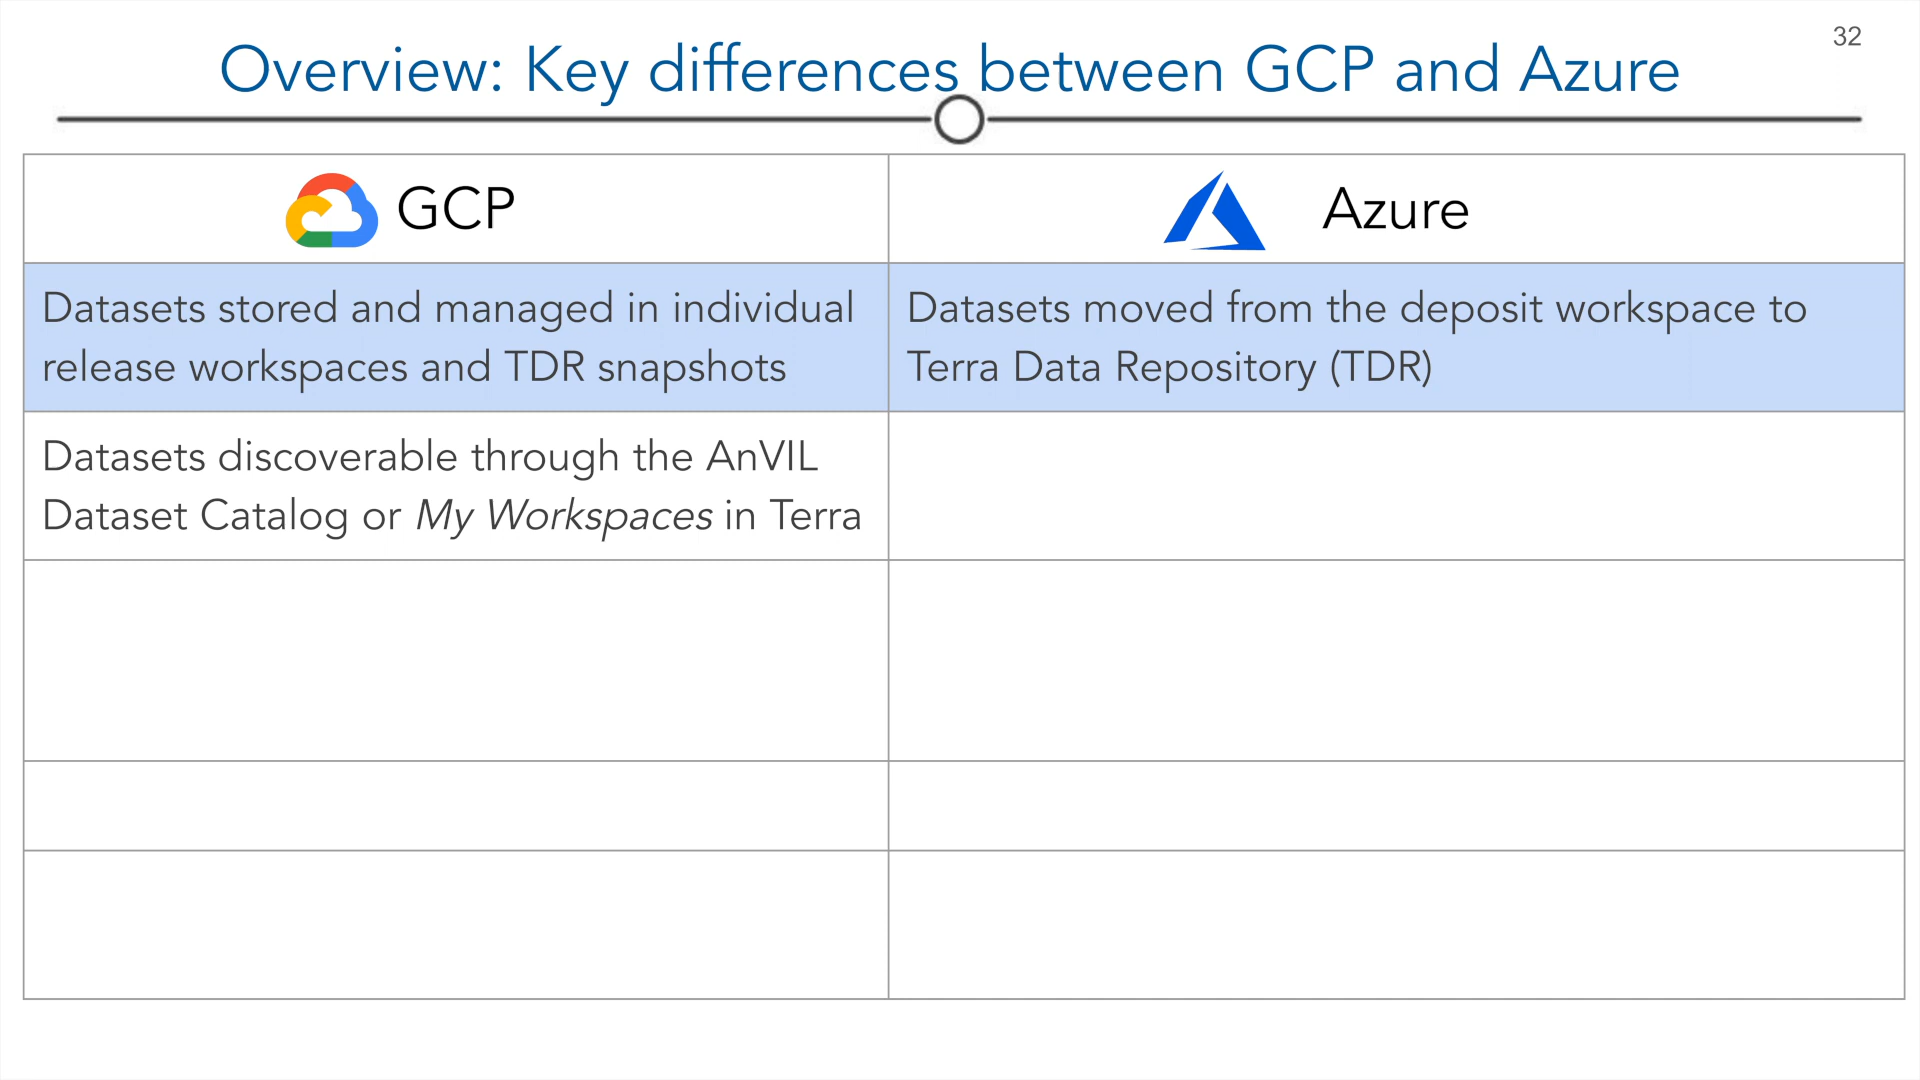 32
Overview: Key differences between GCP and Azure
GCP
Azure
Datasets stored and managed in individual
release workspaces and TDR snapshots
Datasets moved from the deposit workspace to
Terra Data Repository (TDR)
Datasets discoverable through the AnVIL
Dataset Catalog or My Workspaces in Terra